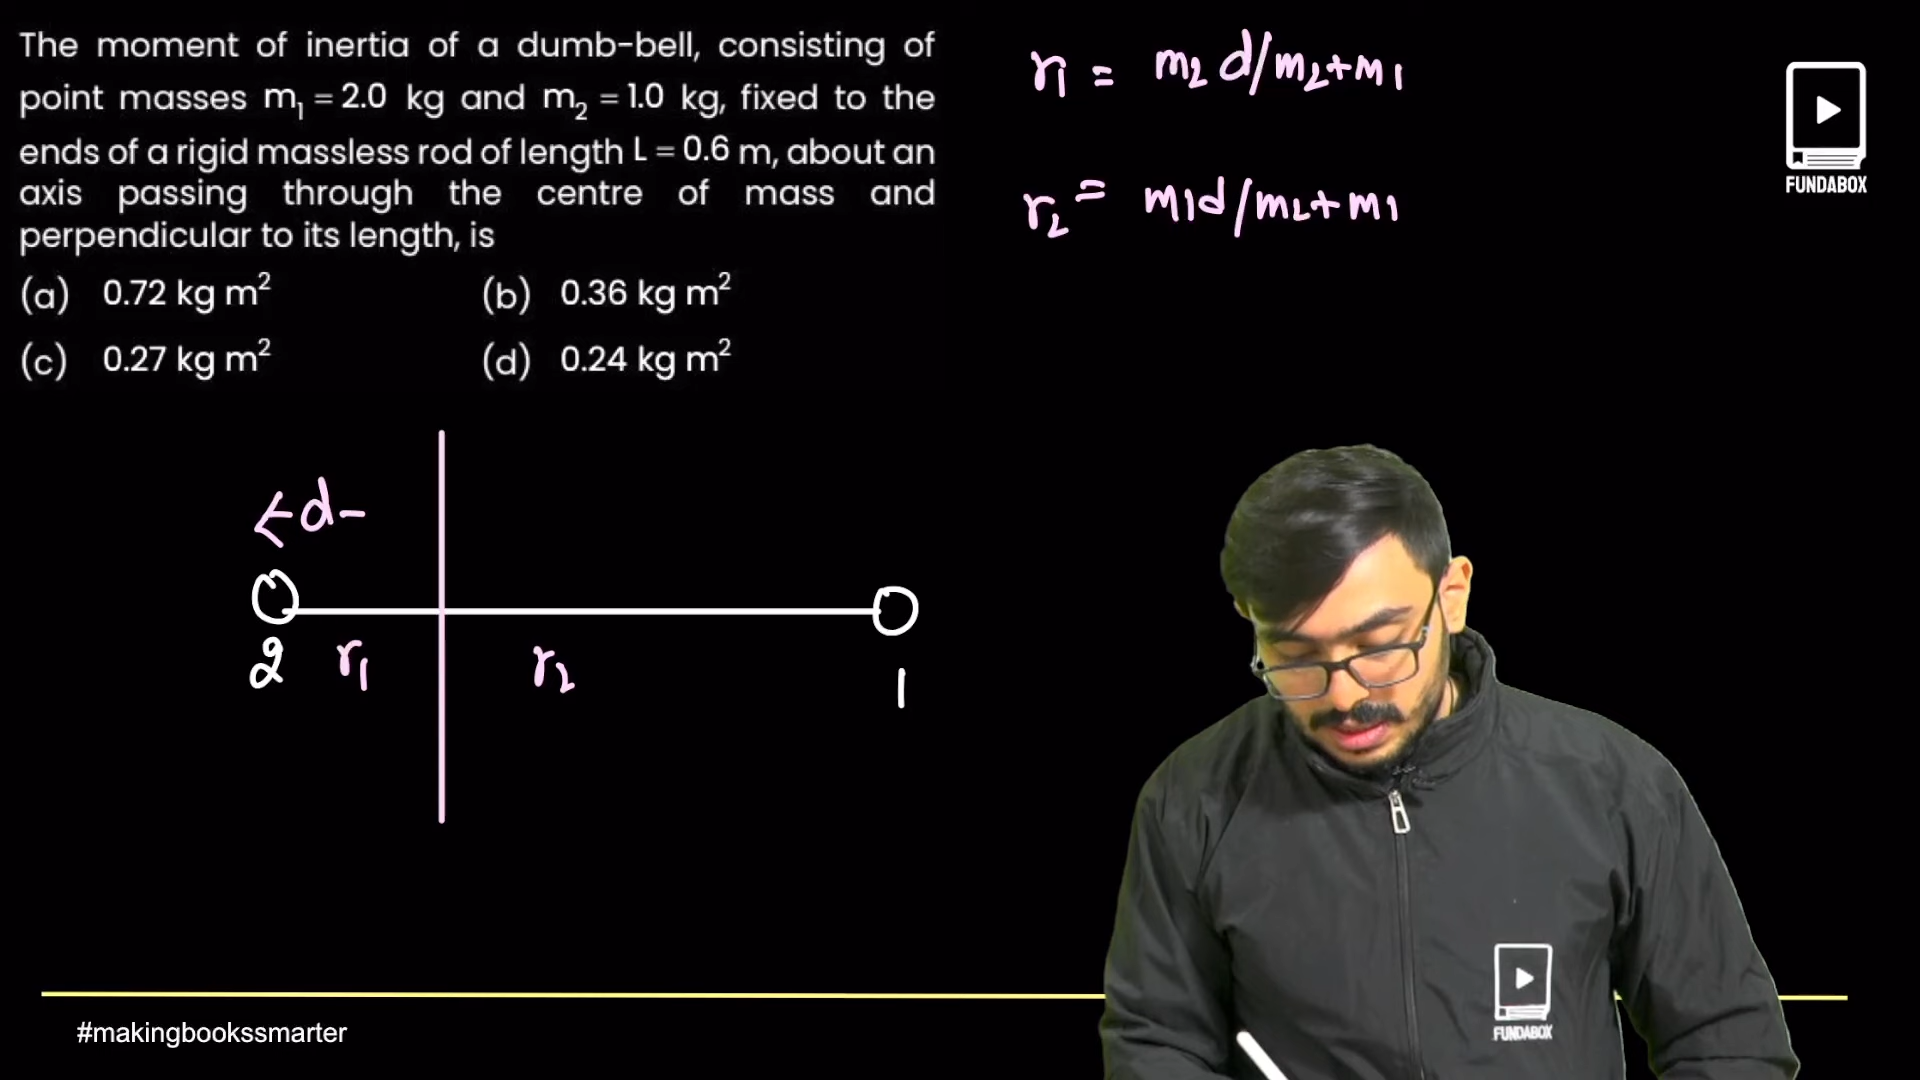 The moment of inertia of a dumb-bell, consisting of
point masses m₁ = 2.0 kg and m₂ = 1.0 kg, fixed to the
ends of a rigid massless rod of length L = 0.6 m, about an
axis passing through the centre of mass and
perpendicular to its length, is
(a) 0.72 kg m² (b) 0.36 kg m²
(c) 0.27 kg m² (d) 0.24 kg m²
r₁ = m₂ d/m₂+m₁
r₂ = m₁d/m₂+m₁
FUNDABOX
d
2 r₁ r₂ 1
FUNDABOX
#makingbookssmarter